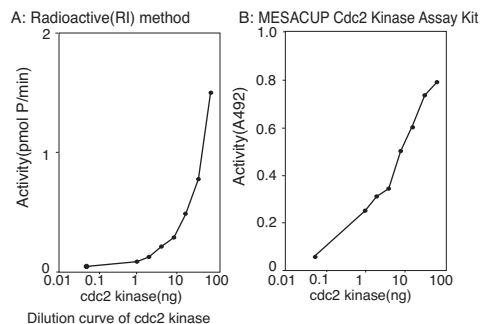 A: Radioactive(RI) method
2
1
0
Activity(pmol P/min)
0.01 0.1 1 10 100
cdc2 kinase(ng)
Dilution curve of cdc2 kinase
B: MESACUP Cdc2 Kinase Assay Kit
1.0
0.8
0.6
0.4
0.2
0
Activity(A492)
0.01 0.1 1 10 100
cdc2 kinase(ng)